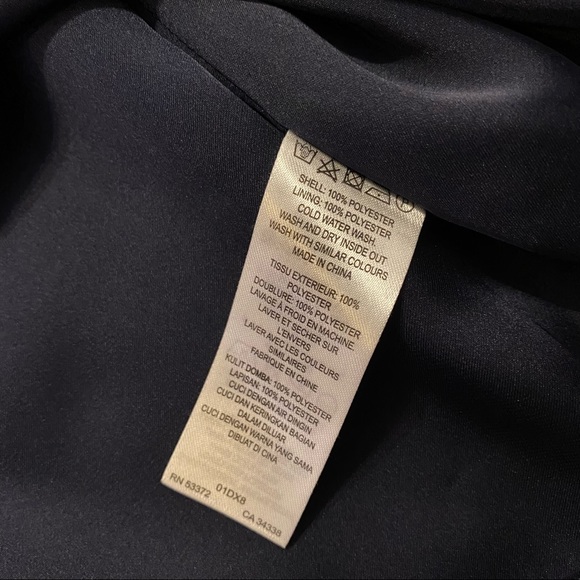 SHELL: 100% POLYESTER
LINING: 100% POLYESTER
COLD WATER WASH.
WASH AND DRY INSIDE OUT
WASH WITH SIMILAR COLOURS
MADE IN CHINA
TISSU EXTERIEUR: 100%
POLYESTER
DOUBLURE: 100% POLYESTER
LAVAGE À FROID EN MACHINE.
LAVER ET SECHER SUR
L'ENVERS
LAVER AVEC LES COULEURS
SIMILAIRES
FABRIQUE EN CHINE
KULIT DOMBA: 100% POLYESTER
LAPISAN: 100% POLYESTER
CUCI DENGAN AIR DINGIN
CUCI DAN KERINGKAN BAGIAN
DALAM DILUAR
CUCI DENGAN WARNA YANG SAMA
DIBUAT DI CINA
RN 53372 01DX8 CA 34338